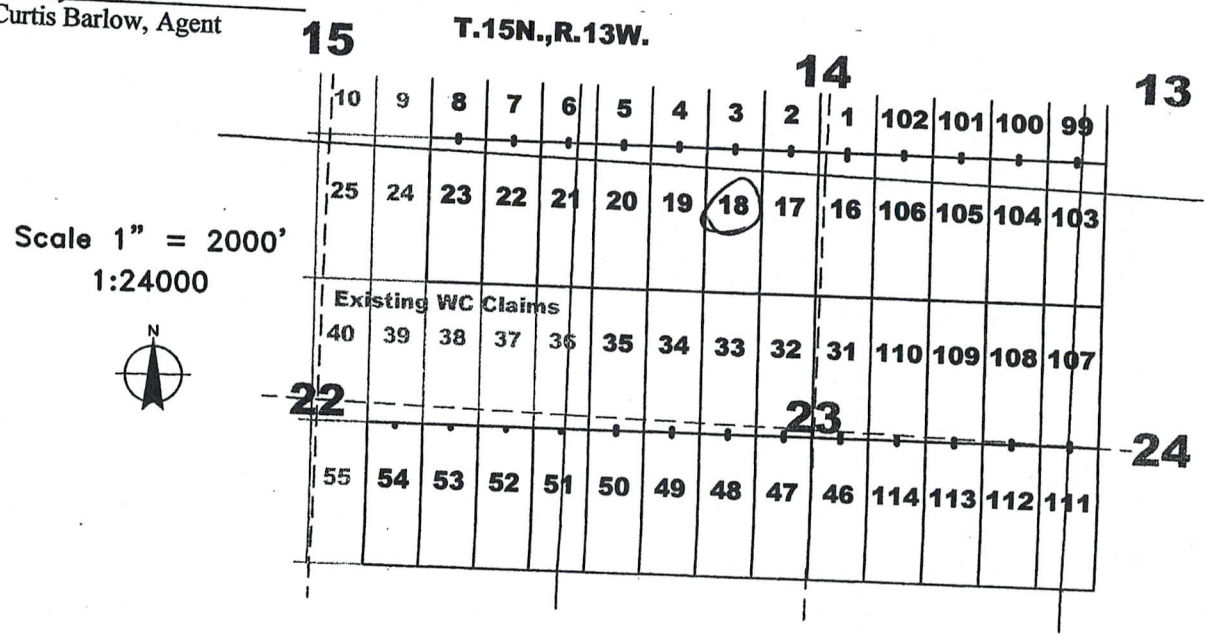 Curtis Barlow, Agent
T.15N.,R.13W.
15
14
13
10 9 8 7 6 5 4 3 2 1 102 101 100 99
25 24 23 22 21 20 19 18 17 16 106 105 104 103
Scale 1" = 2000'
1:24000
Existing WC Claims
40 39 38 37 36 35 34 33 32 31 110 109 108 107
N
22
23
24
55 54 53 52 51 50 49 48 47 46 114 113 112 111